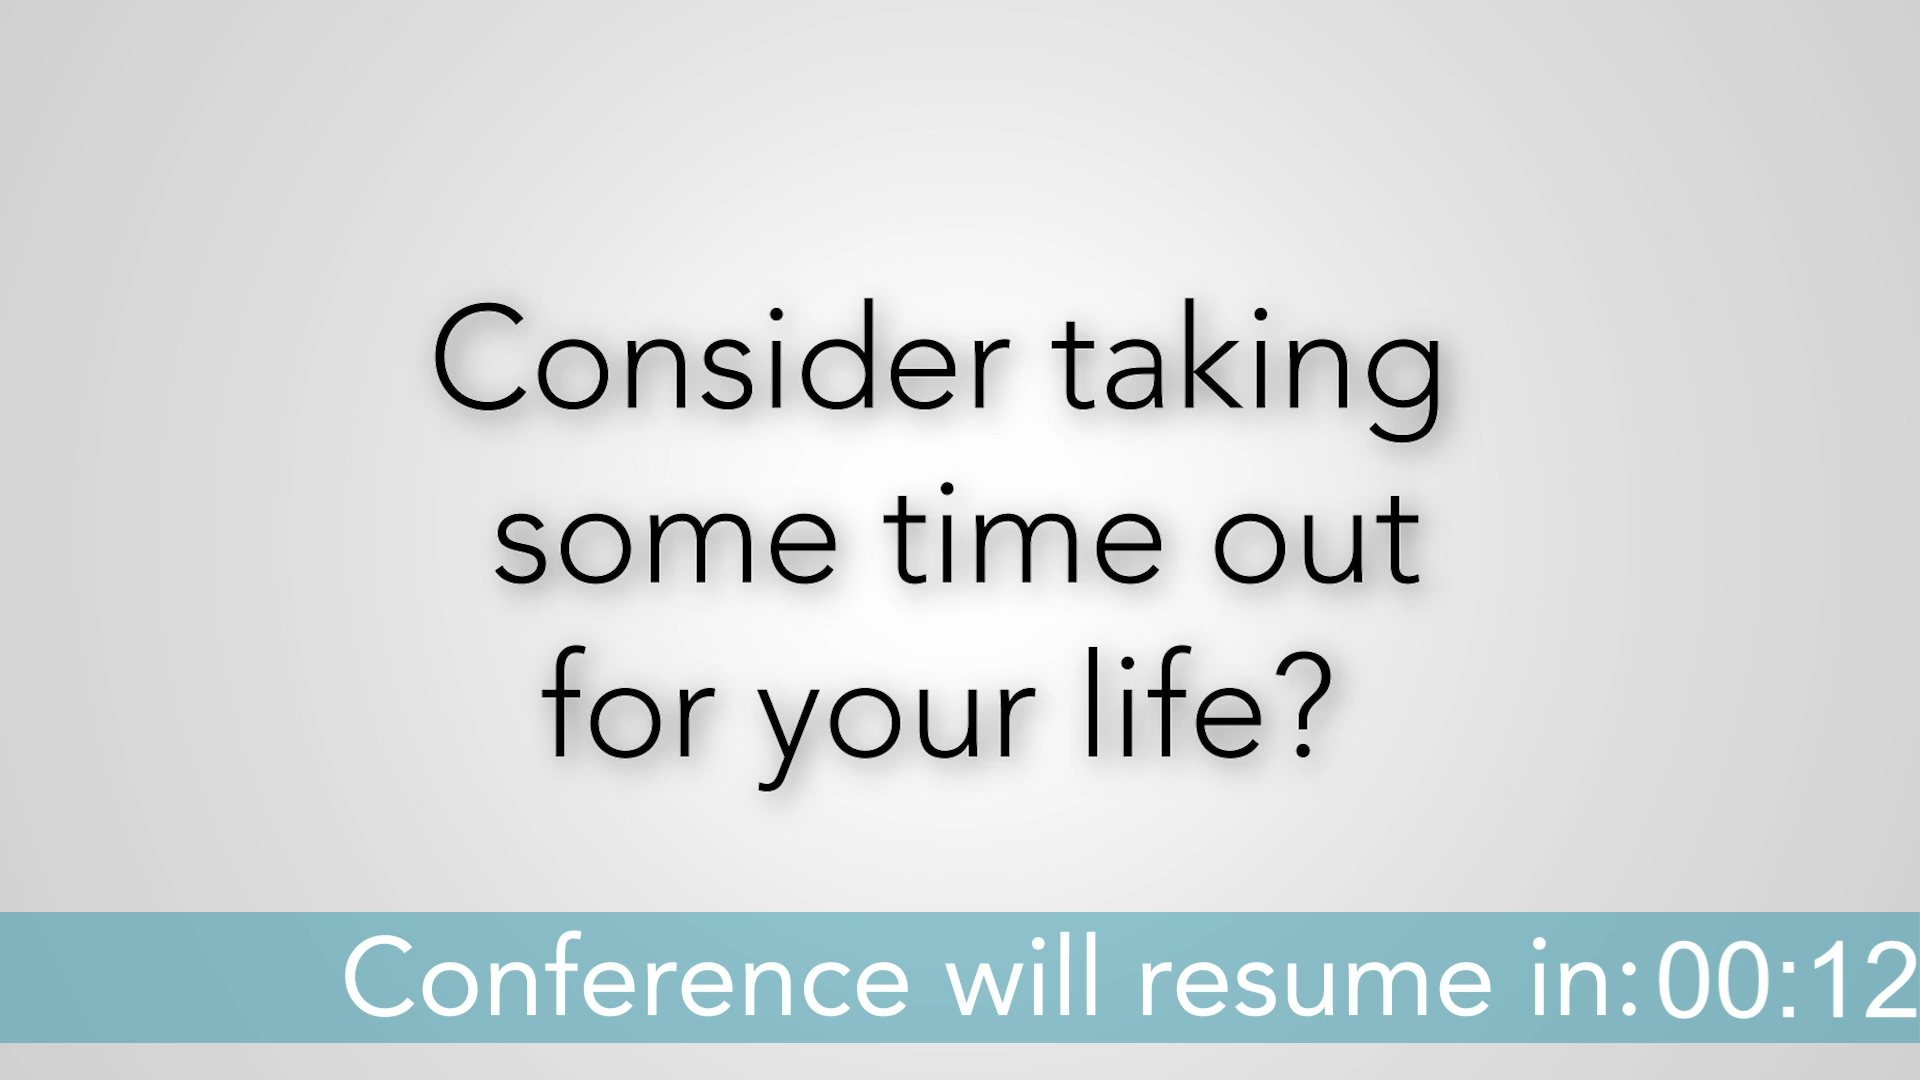 Consider taking
some time out
for your life?
Conference will resume in: 00:12